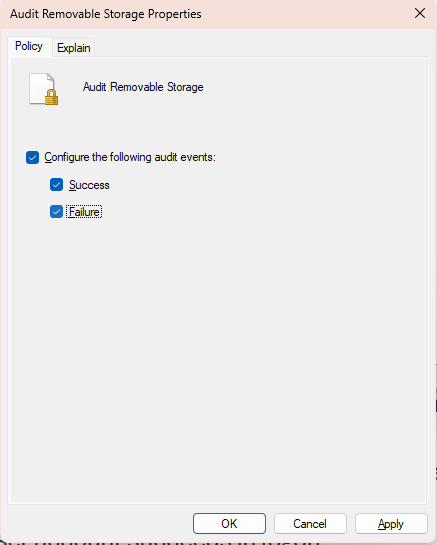 Audit Removable Storage Properties
Policy
Explain
Audit Removable Storage
Configure the following audit events:
Success
Failure
OK
Cancel
Apply